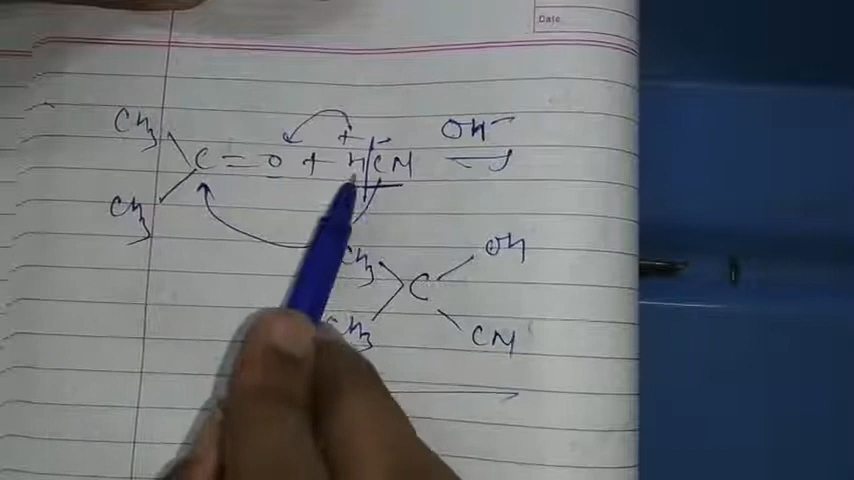 Date
CH3
C = O + H+ CN- OH-
CH3
CH3 OH
C
CH3 CN